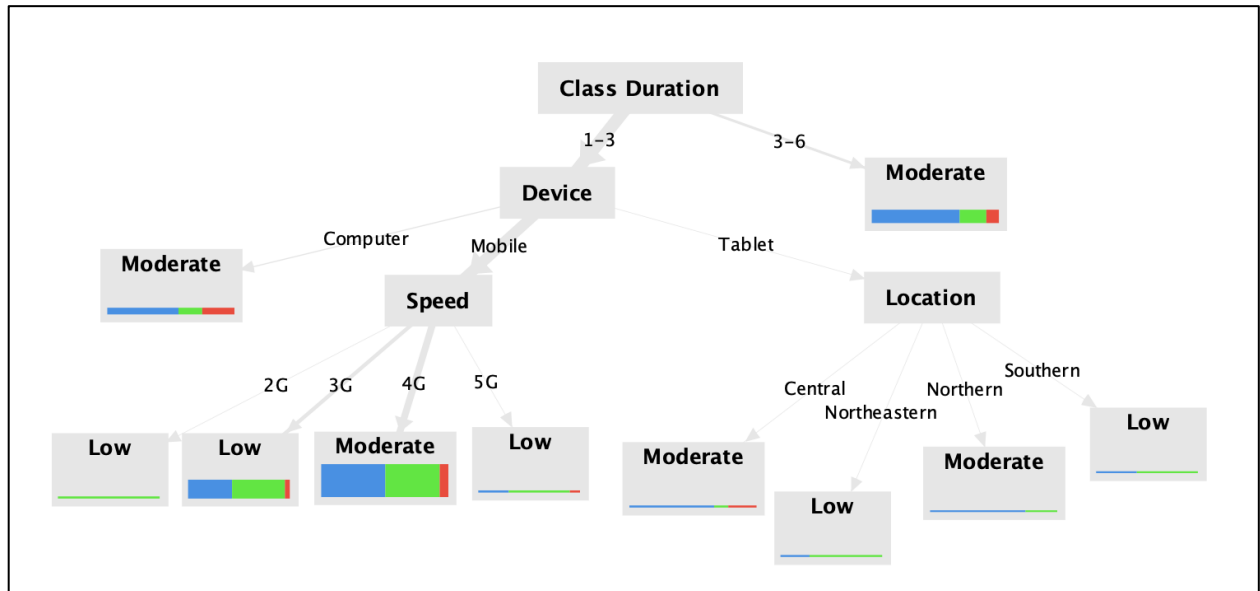 Class Duration
1–3
3–6
Device
Moderate
Computer
Mobile
Tablet
Moderate
Speed
Location
2G
3G
4G
5G
Central
Northeastern
Northern
Southern
Low
Low
Moderate
Low
Moderate
Low
Moderate
Low